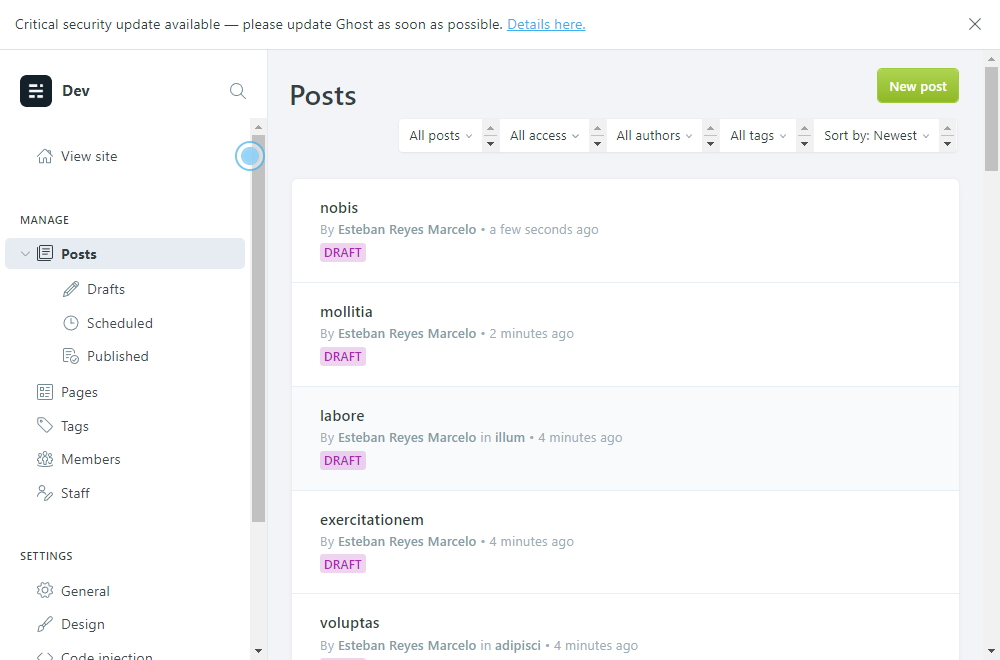 Critical security update available — please update Ghost as soon as possible. Details here.
Dev
View site
MANAGE
Posts
Drafts
Scheduled
Published
Pages
Tags
Members
Staff
SETTINGS
General
Design
Code injection
Posts
New post
All posts
All access
All authors
All tags
Sort by: Newest
nobis
By Esteban Reyes Marcelo • a few seconds ago
DRAFT
mollitia
By Esteban Reyes Marcelo • 2 minutes ago
DRAFT
labore
By Esteban Reyes Marcelo in illum • 4 minutes ago
DRAFT
exercitationem
By Esteban Reyes Marcelo • 4 minutes ago
DRAFT
voluptas
By Esteban Reyes Marcelo in adipisci • 4 minutes ago